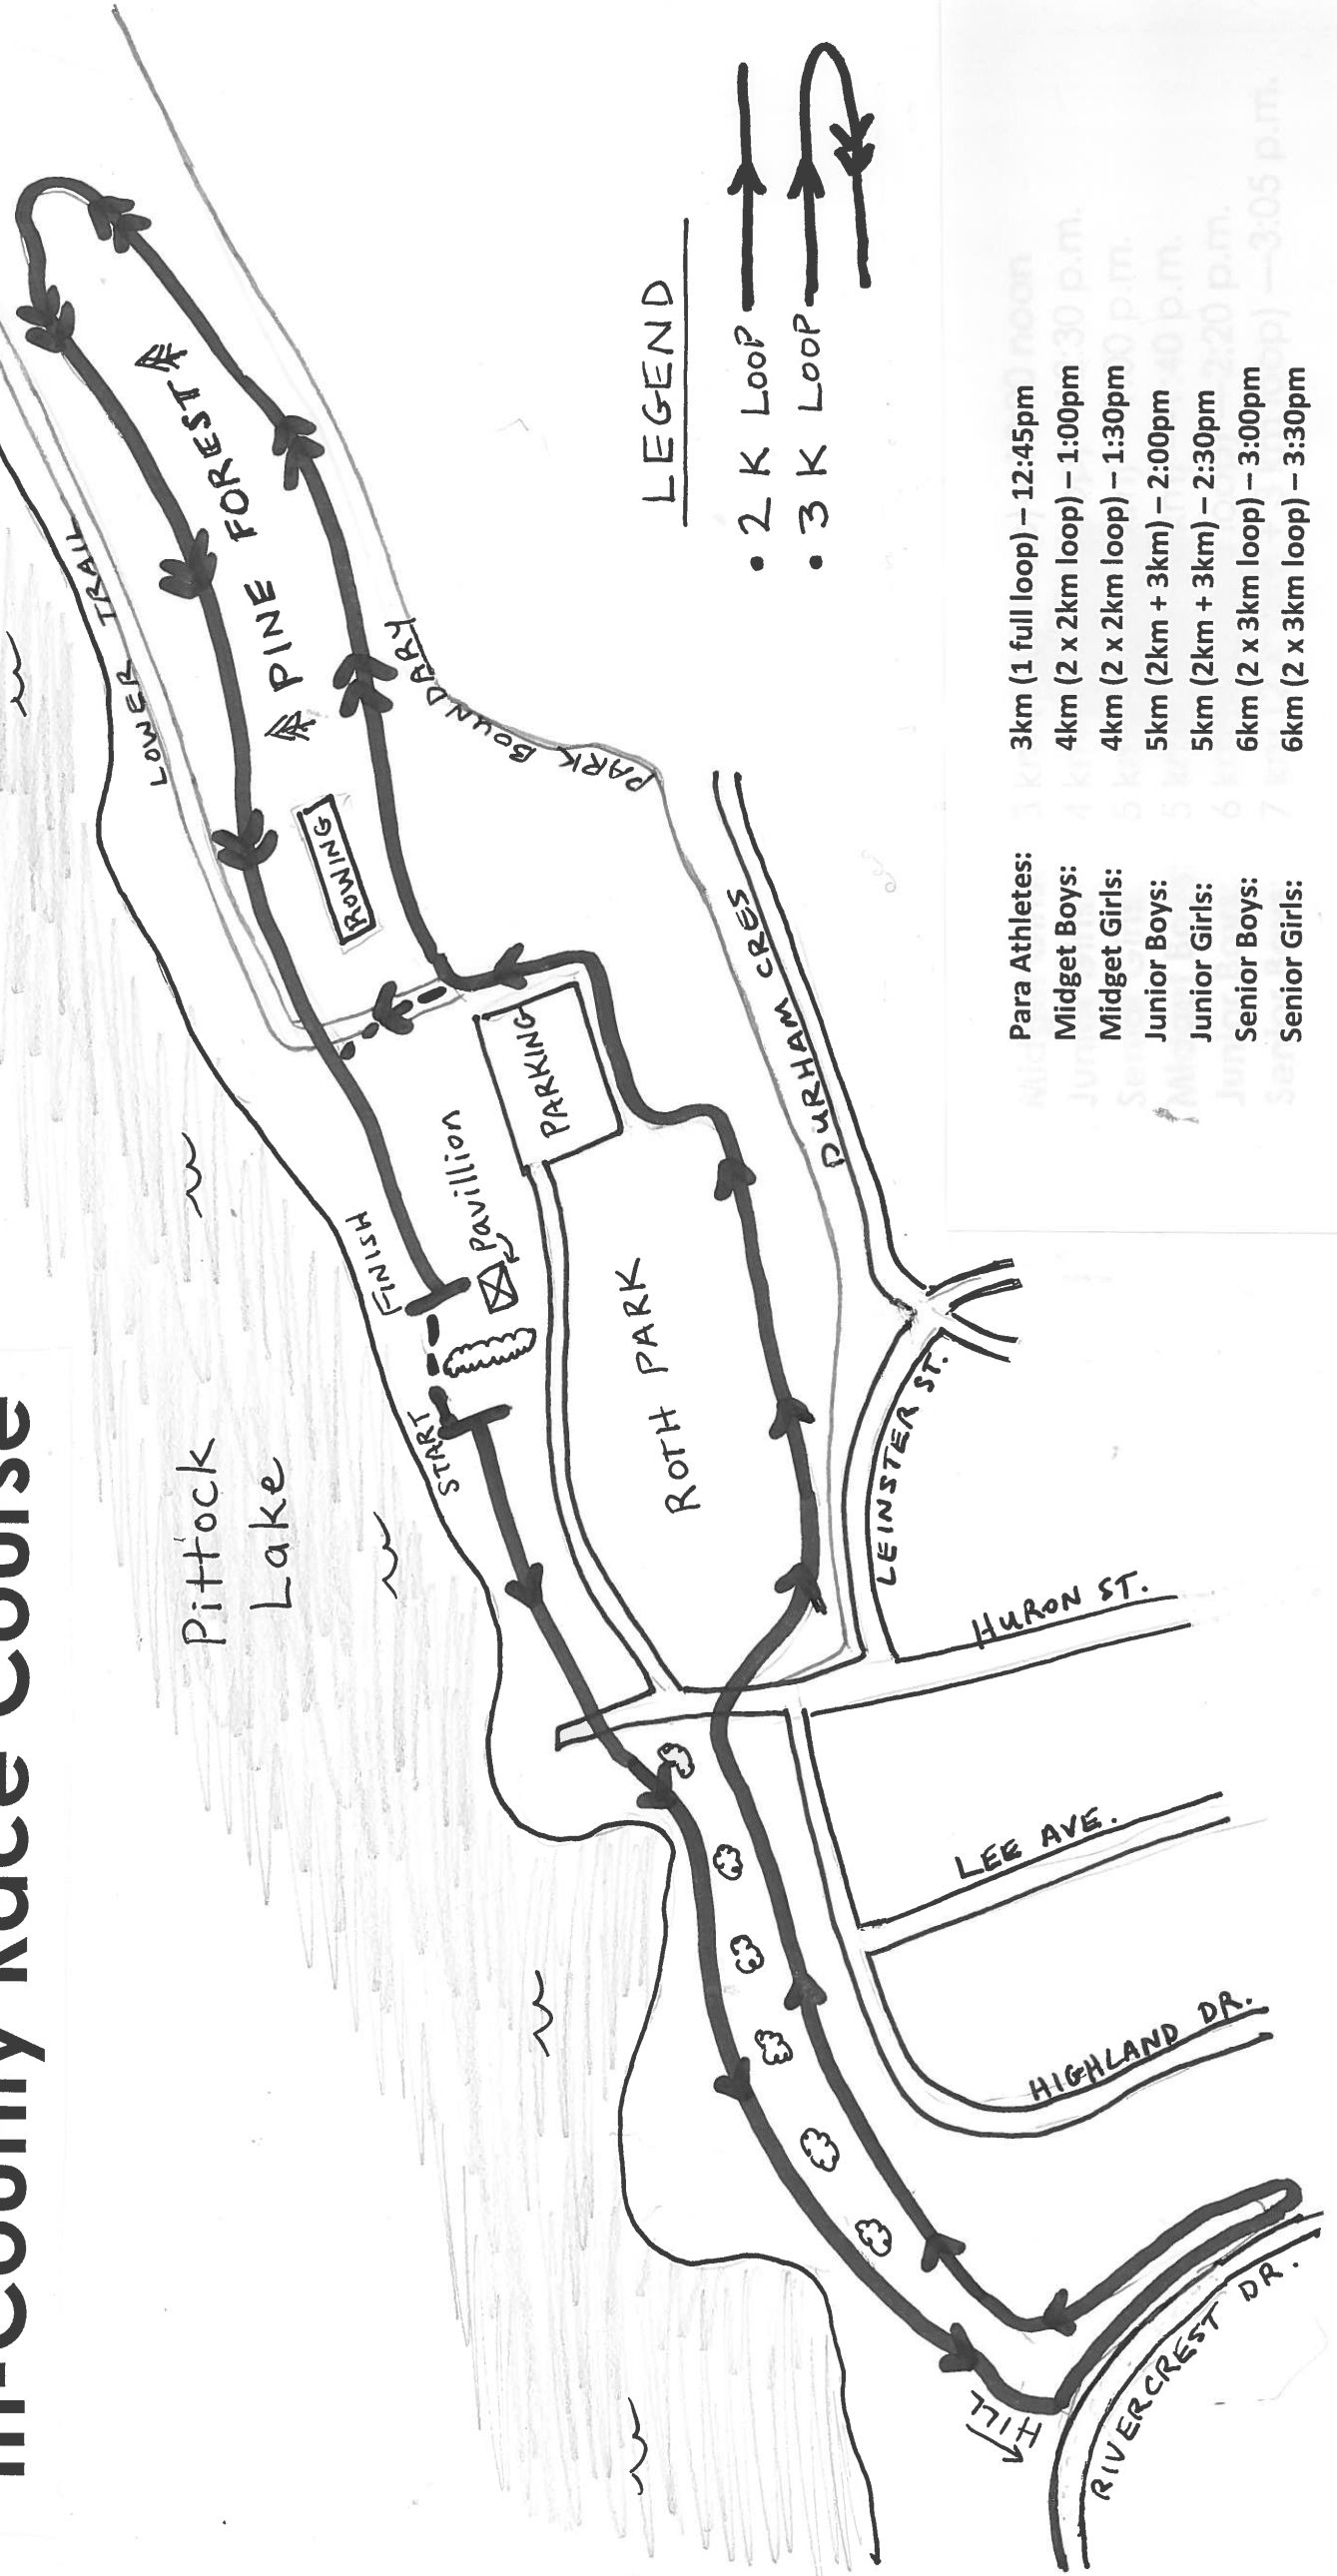 Tri-County Race Course
Pittock
Lake
LOWER TRAIL
PINE FOREST
ROWING
PARK BOUNDARY
FINISH
START
Pavillion
PARKING
ROTH PARK
DURHAM CRES
LEINSTER ST.
HURON ST.
LEE AVE.
HIGHLAND DR.
HILL
RIVERCREST DR.
LEGEND
• 2 K LOOP
• 3 K LOOP
Para Athletes: 3km (1 full loop) – 12:45pm
Midget Boys: 4km (2 x 2km loop) – 1:00pm
Midget Girls: 4km (2 x 2km loop) – 1:30pm
Junior Boys: 5km (2km + 3km) – 2:00pm
Junior Girls: 5km (2km + 3km) – 2:30pm
Senior Boys: 6km (2 x 3km loop) – 3:00pm
Senior Girls: 6km (2 x 3km loop) – 3:30pm